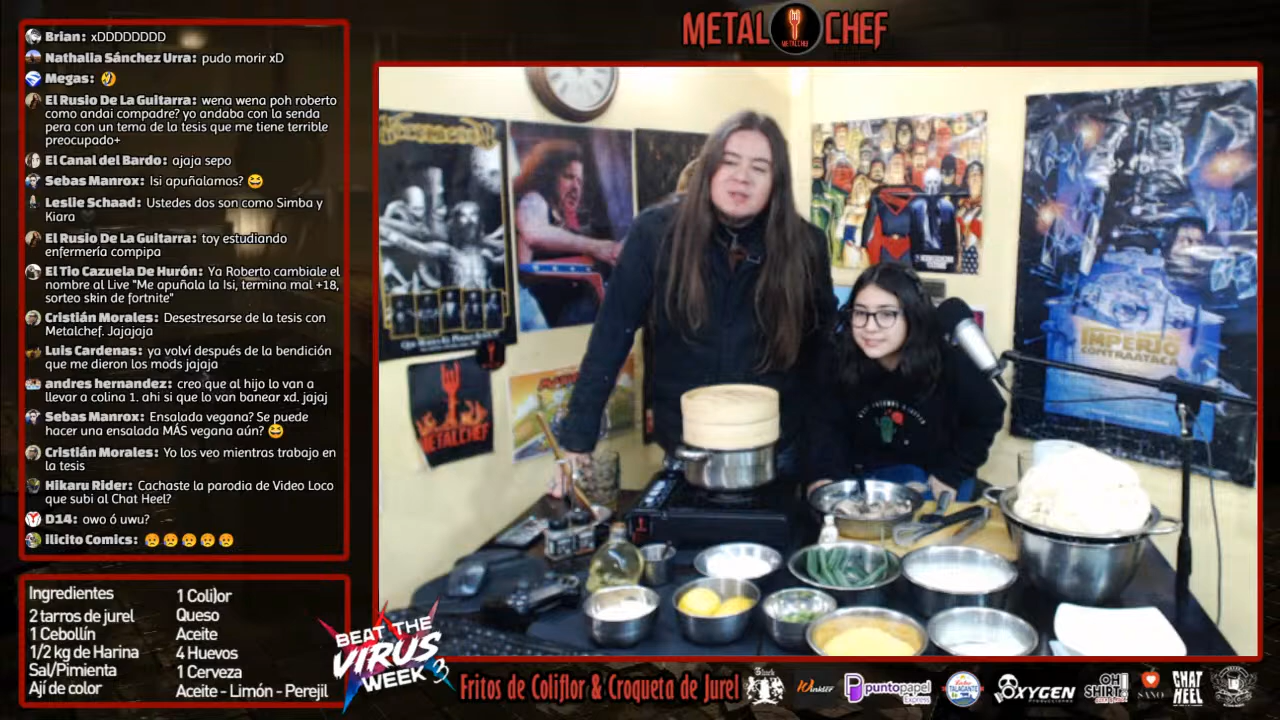 METAL CHEF
METALCHEF
Brian: xDDDDDDDD
Nathalia Sánchez Urra: pudo morir xD
Megas: 🤣
El Rusio De La Guitarra: wena wena poh roberto
como andai compadre? yo andaba con la senda
pera con un tema de la tesis que me tiene terrible
preocupado+
El Canal del Bardo: ajaja sepo
Sebas Manrox: Isi apuñalamos? 😆
Leslie Schaad: Ustedes dos son como Simba y
Kiara
El Rusio De La Guitarra: toy estudiando
enfermería compipa
El Tio Cazuela De Hurón: Ya Roberto cambiale el
nombre al Live "Me apuñala la Isi, termina mal +18,
sorteo skin de fortnite"
Cristián Morales: Desestresarse de la tesis con
Metalchef. Jajajaja
Luis Cardenas: ya volví después de la bendición
que me dieron los mods jajaja
andres hernandez: creo que al hijo lo van a
llevar a colina 1. ahi si que lo van banear xd. jajaj
Sebas Manrox: Ensalada vegana? Se puede
hacer una ensalada MÁS vegana aún? 😆
Cristián Morales: Yo los veo mientras trabajo en
la tesis
Hikaru Rider: Cachaste la parodia de Video Loco
que subi al Chat Heel?
D14: owo ó uwu?
ilicito Comics: 😥😥😥😥😥
METALCHEF
IMPERIO
CONTRAATACA
Ingredientes
2 tarros de jurel
1 Cebollín
1/2 kg de Harina
Sal/Pimienta
Ají de color
1 Coliflor
Queso
Aceite
4 Huevos
1 Cerveza
Aceite - Limón - Perejil
BEAT THE
VIRUS
WEEK 3
Fritos de Coliflor & Croqueta de Jurel
Winkler
puntopapel
Express
TALAGANTE
OXYGEN
OH
SHIRT!
SANO
CHAT
HEEL